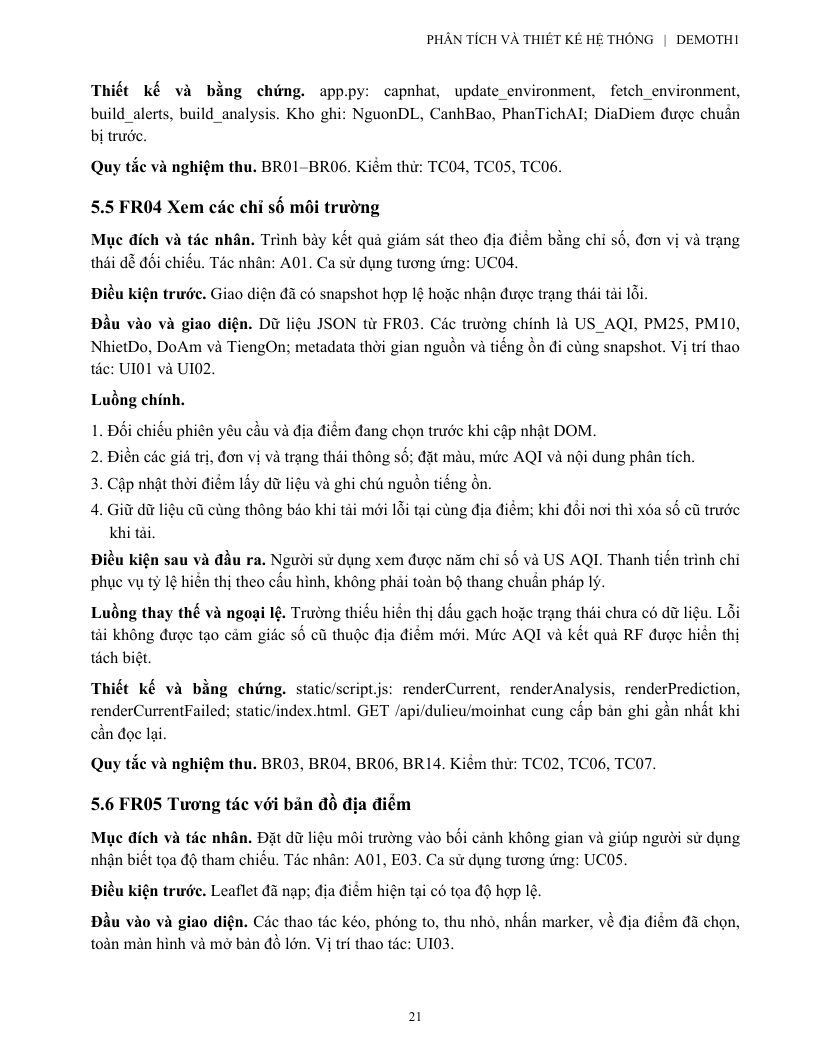 PHÂN TÍCH VÀ THIẾT KẾ HỆ THỐNG | DEMOTH1
Thiết kế và bằng chứng. app.py: capnhat, update_environment, fetch_environment,
build_alerts, build_analysis. Kho ghi: NguonDL, CanhBao, PhanTichAI; DiaDiem được chuẩn
bị trước.
Quy tắc và nghiệm thu. BR01–BR06. Kiểm thử: TC04, TC05, TC06.
5.5 FR04 Xem các chỉ số môi trường
Mục đích và tác nhân. Trình bày kết quả giám sát theo địa điểm bằng chỉ số, đơn vị và trạng
thái dễ đối chiếu. Tác nhân: A01. Ca sử dụng tương ứng: UC04.
Điều kiện trước. Giao diện đã có snapshot hợp lệ hoặc nhận được trạng thái tải lỗi.
Đầu vào và giao diện. Dữ liệu JSON từ FR03. Các trường chính là US_AQI, PM25, PM10,
NhietDo, DoAm và TiengOn; metadata thời gian nguồn và tiếng ồn đi cùng snapshot. Vị trí thao
tác: UI01 và UI02.
Luồng chính.
1. Đối chiếu phiên yêu cầu và địa điểm đang chọn trước khi cập nhật DOM.
2. Điền các giá trị, đơn vị và trạng thái thông số; đặt màu, mức AQI và nội dung phân tích.
3. Cập nhật thời điểm lấy dữ liệu và ghi chú nguồn tiếng ồn.
4. Giữ dữ liệu cũ cùng thông báo khi tải mới lỗi tại cùng địa điểm; khi đổi nơi thì xóa số cũ trước
khi tải.
Điều kiện sau và đầu ra. Người sử dụng xem được năm chỉ số và US AQI. Thanh tiến trình chỉ
phục vụ tỷ lệ hiển thị theo cấu hình, không phải toàn bộ thang chuẩn pháp lý.
Luồng thay thế và ngoại lệ. Trường thiếu hiển thị dấu gạch hoặc trạng thái chưa có dữ liệu. Lỗi
tải không được tạo cảm giác số cũ thuộc địa điểm mới. Mức AQI và kết quả RF được hiển thị
tách biệt.
Thiết kế và bằng chứng. static/script.js: renderCurrent, renderAnalysis, renderPrediction,
renderCurrentFailed; static/index.html. GET /api/dulieu/moinhat cung cấp bản ghi gần nhất khi
cần đọc lại.
Quy tắc và nghiệm thu. BR03, BR04, BR06, BR14. Kiểm thử: TC02, TC06, TC07.
5.6 FR05 Tương tác với bản đồ địa điểm
Mục đích và tác nhân. Đặt dữ liệu môi trường vào bối cảnh không gian và giúp người sử dụng
nhận biết tọa độ tham chiếu. Tác nhân: A01, E03. Ca sử dụng tương ứng: UC05.
Điều kiện trước. Leaflet đã nạp; địa điểm hiện tại có tọa độ hợp lệ.
Đầu vào và giao diện. Các thao tác kéo, phóng to, thu nhỏ, nhấn marker, về địa điểm đã chọn,
toàn màn hình và mở bản đồ lớn. Vị trí thao tác: UI03.
21